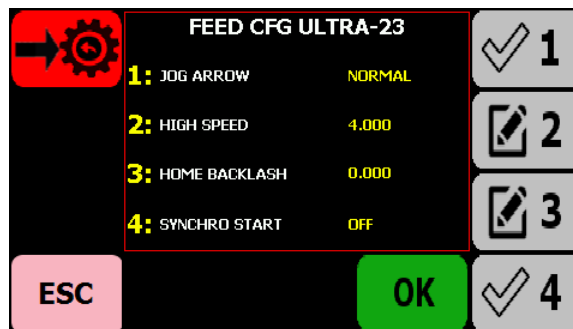 FEED CFG ULTRA-23
1: JOG ARROW NORMAL
1
2: HIGH SPEED 4.000
2
3: HOME BACKLASH 0.000
3
4: SYNCHRO START OFF
4
ESC
OK